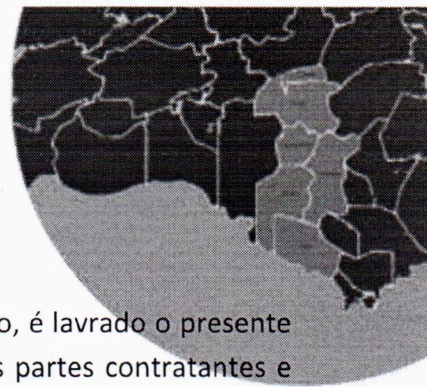 o, é lavrado o presente
s partes contratantes e